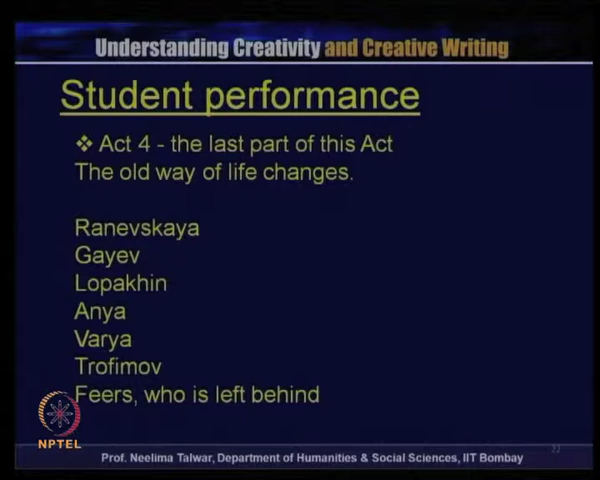 Understanding Creativity and Creative Writing
Student performance
❖ Act 4 - the last part of this Act
The old way of life changes.
Ranevskaya
Gayev
Lopakhin
Anya
Varya
Trofimov
Feers, who is left behind
NPTEL
Prof. Neelima Talwar, Department of Humanities & Social Sciences, IIT Bombay